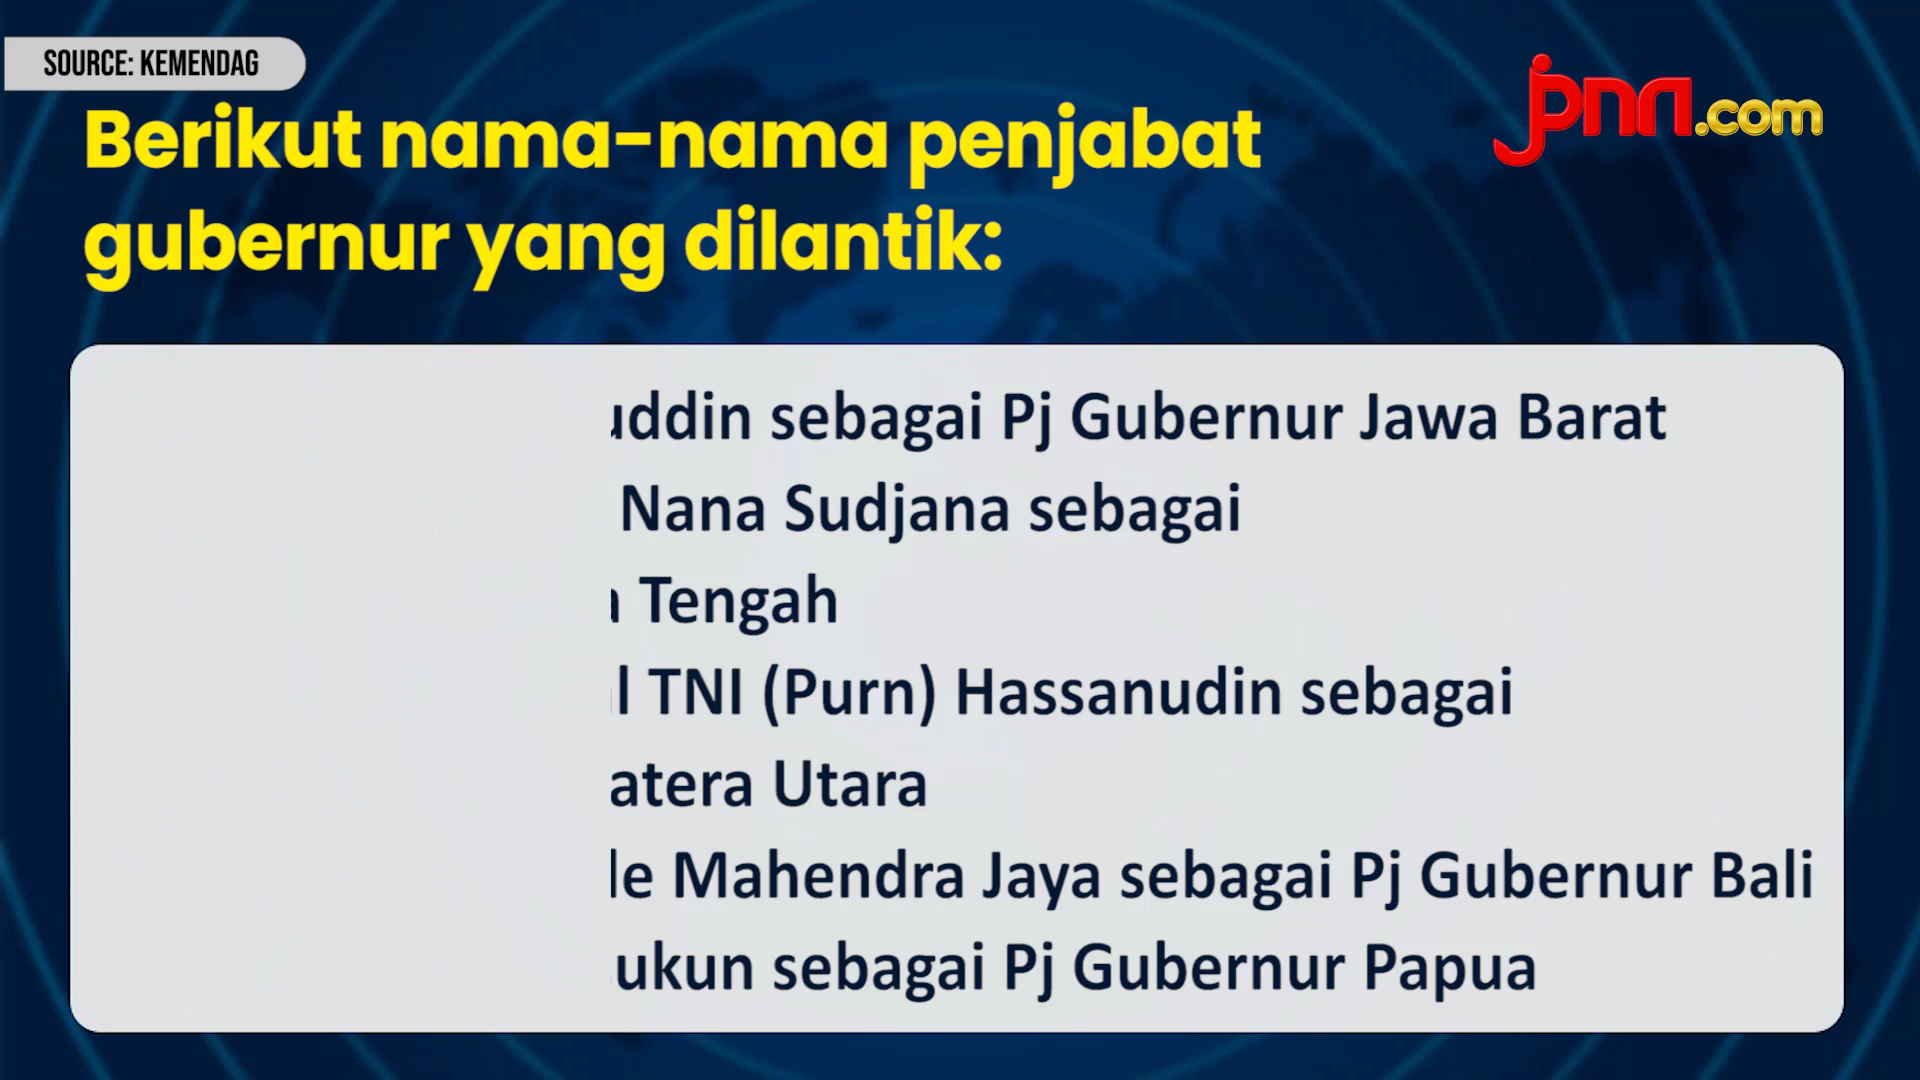 SOURCE: KEMENDAG
jpnn.com
Berikut nama-nama penjabat
gubernur yang dilantik:
uddin sebagai Pj Gubernur Jawa Barat
Nana Sudjana sebagai
Tengah
l TNI (Purn) Hassanudin sebagai
atera Utara
de Mahendra Jaya sebagai Pj Gubernur Bali
ukun sebagai Pj Gubernur Papua